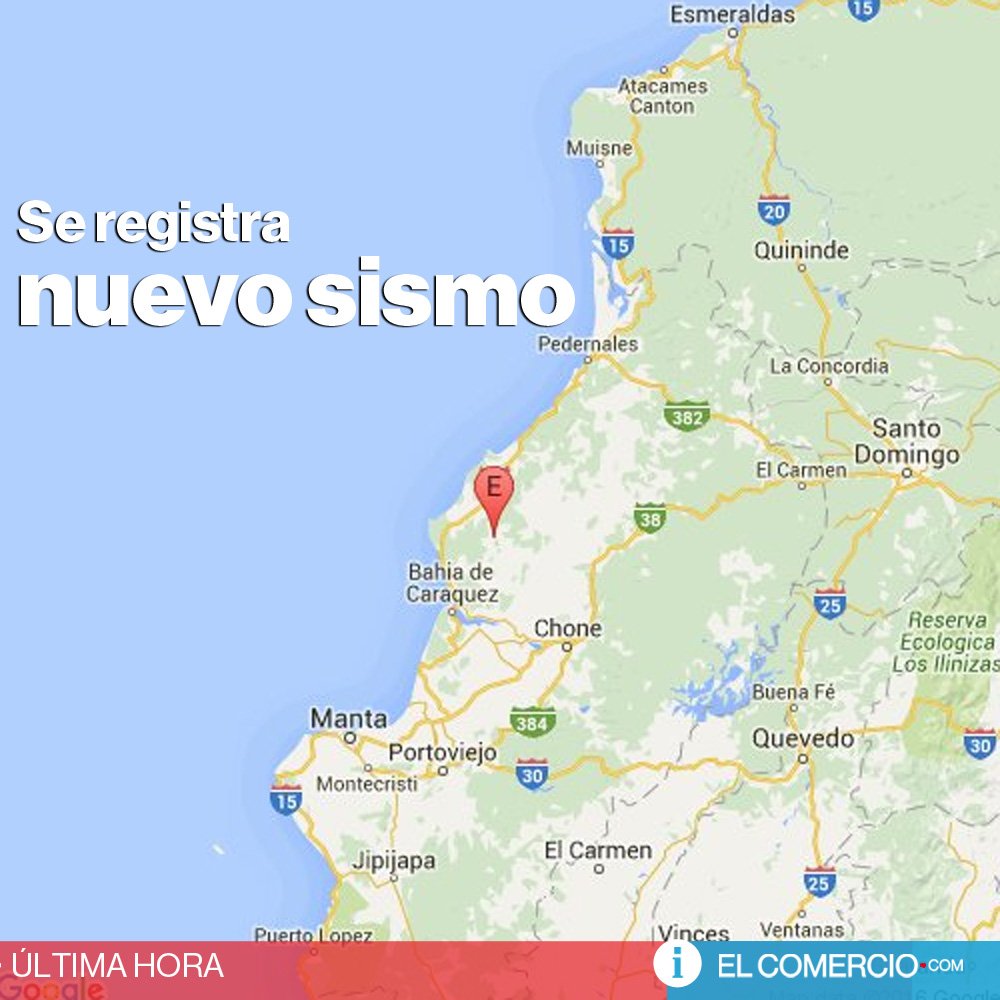 Esmeraldas
15
Atacames
Canton
Muisne
20
15
Quininde
Se registra
nuevo sismo
Pedernales
La Concordia
382
Santo
Domingo
El Carmen
E
38
Bahia de
Caraquez
25
Chone
Reserva
Ecologica
Los Ilinizas
Buena Fé
Manta
384
Quevedo
30
Portoviejo
30
Montecristi
15
El Carmen
Jipijapa
25
Puerto Lopez
Vinces
Ventanas
ÚLTIMA HORA
i EL COMERCIO.COM
Google